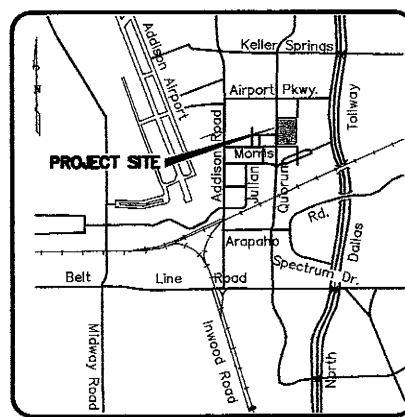 Keller Springs
Addison Airport
Airport Pkwy.
Tollway
Addison Road
PROJECT SITE
Morris
Julian
Quorum
Rd.
Arapaho
Dallas
Spectrum Dr.
Belt Line Road
Midway Road
Inwood Road
North